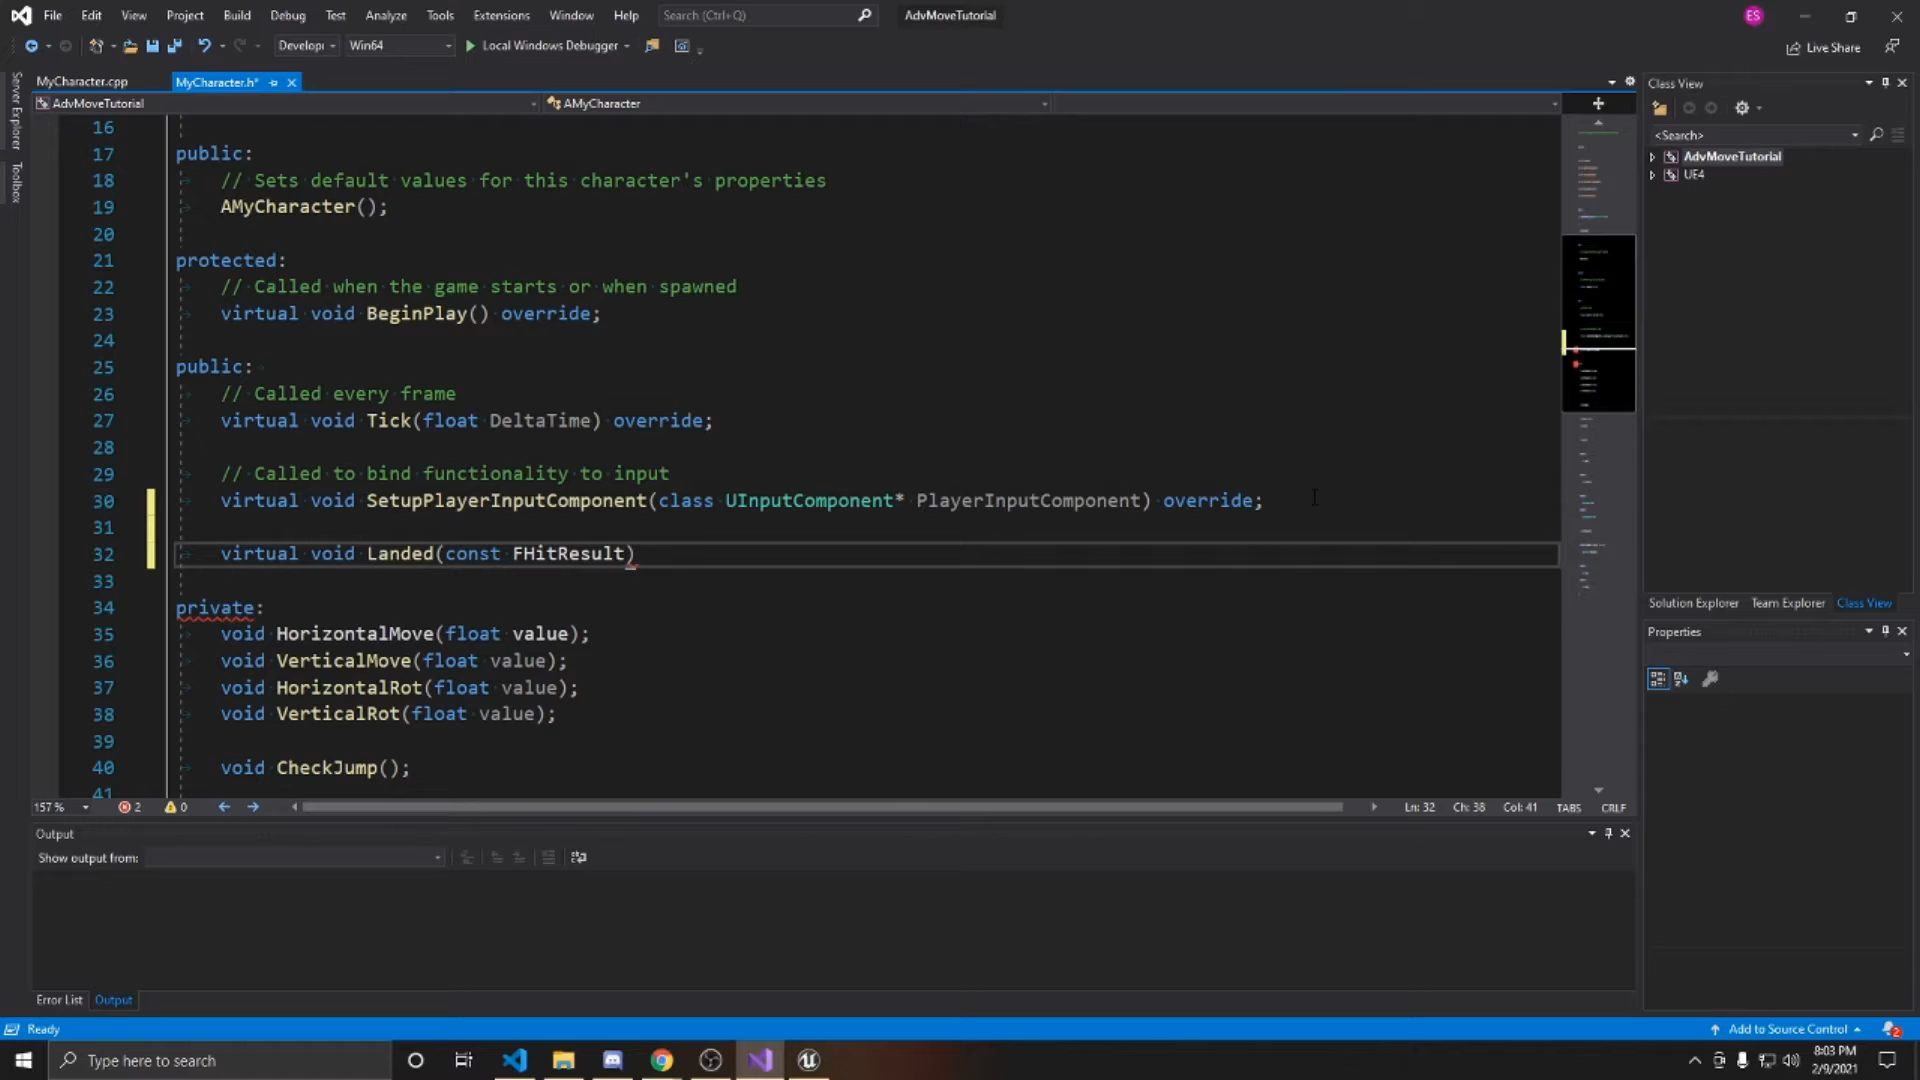 File Edit View Project Build Debug Test Analyze Tools Extensions Window Help Search (Ctrl+Q) AdvMoveTutorial ES
Develop Win64 Local Windows Debugger Live Share
Server Explorer
Toolbox
MyCharacter.cpp MyCharacter.h*
AdvMoveTutorial AMyCharacter
16
17 public:
18 // Sets default values for this character's properties
19 AMyCharacter();
20
21 protected:
22 // Called when the game starts or when spawned
23 virtual void BeginPlay() override;
24
25 public:
26 // Called every frame
27 virtual void Tick(float DeltaTime) override;
28
29 // Called to bind functionality to input
30 virtual void SetupPlayerInputComponent(class UInputComponent* PlayerInputComponent) override;
31
32 virtual void Landed(const FHitResult)
33
34 private:
35 void HorizontalMove(float value);
36 void VerticalMove(float value);
37 void HorizontalRot(float value);
38 void VerticalRot(float value);
39
40 void CheckJump();
41
157 % 2 0 Ln: 32 Ch: 38 Col: 41 TABS CRLF
Class View
<Search>
AdvMoveTutorial
UE4
Solution Explorer Team Explorer Class View
Properties
Output
Show output from:
Error List Output
Ready Add to Source Control 2
Type here to search
8:03 PM
2/9/2021